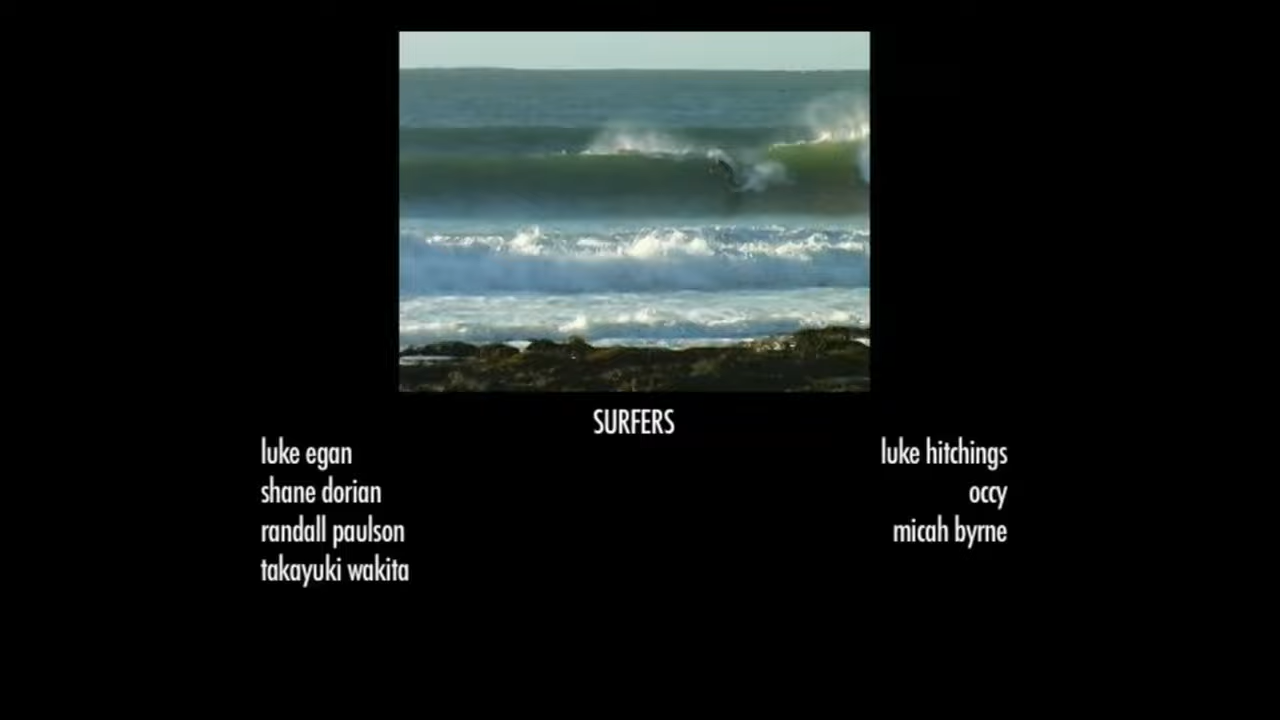 SURFERS
luke egan
shane dorian
randall paulson
takayuki wakita
luke hitchings
occy
micah byrne